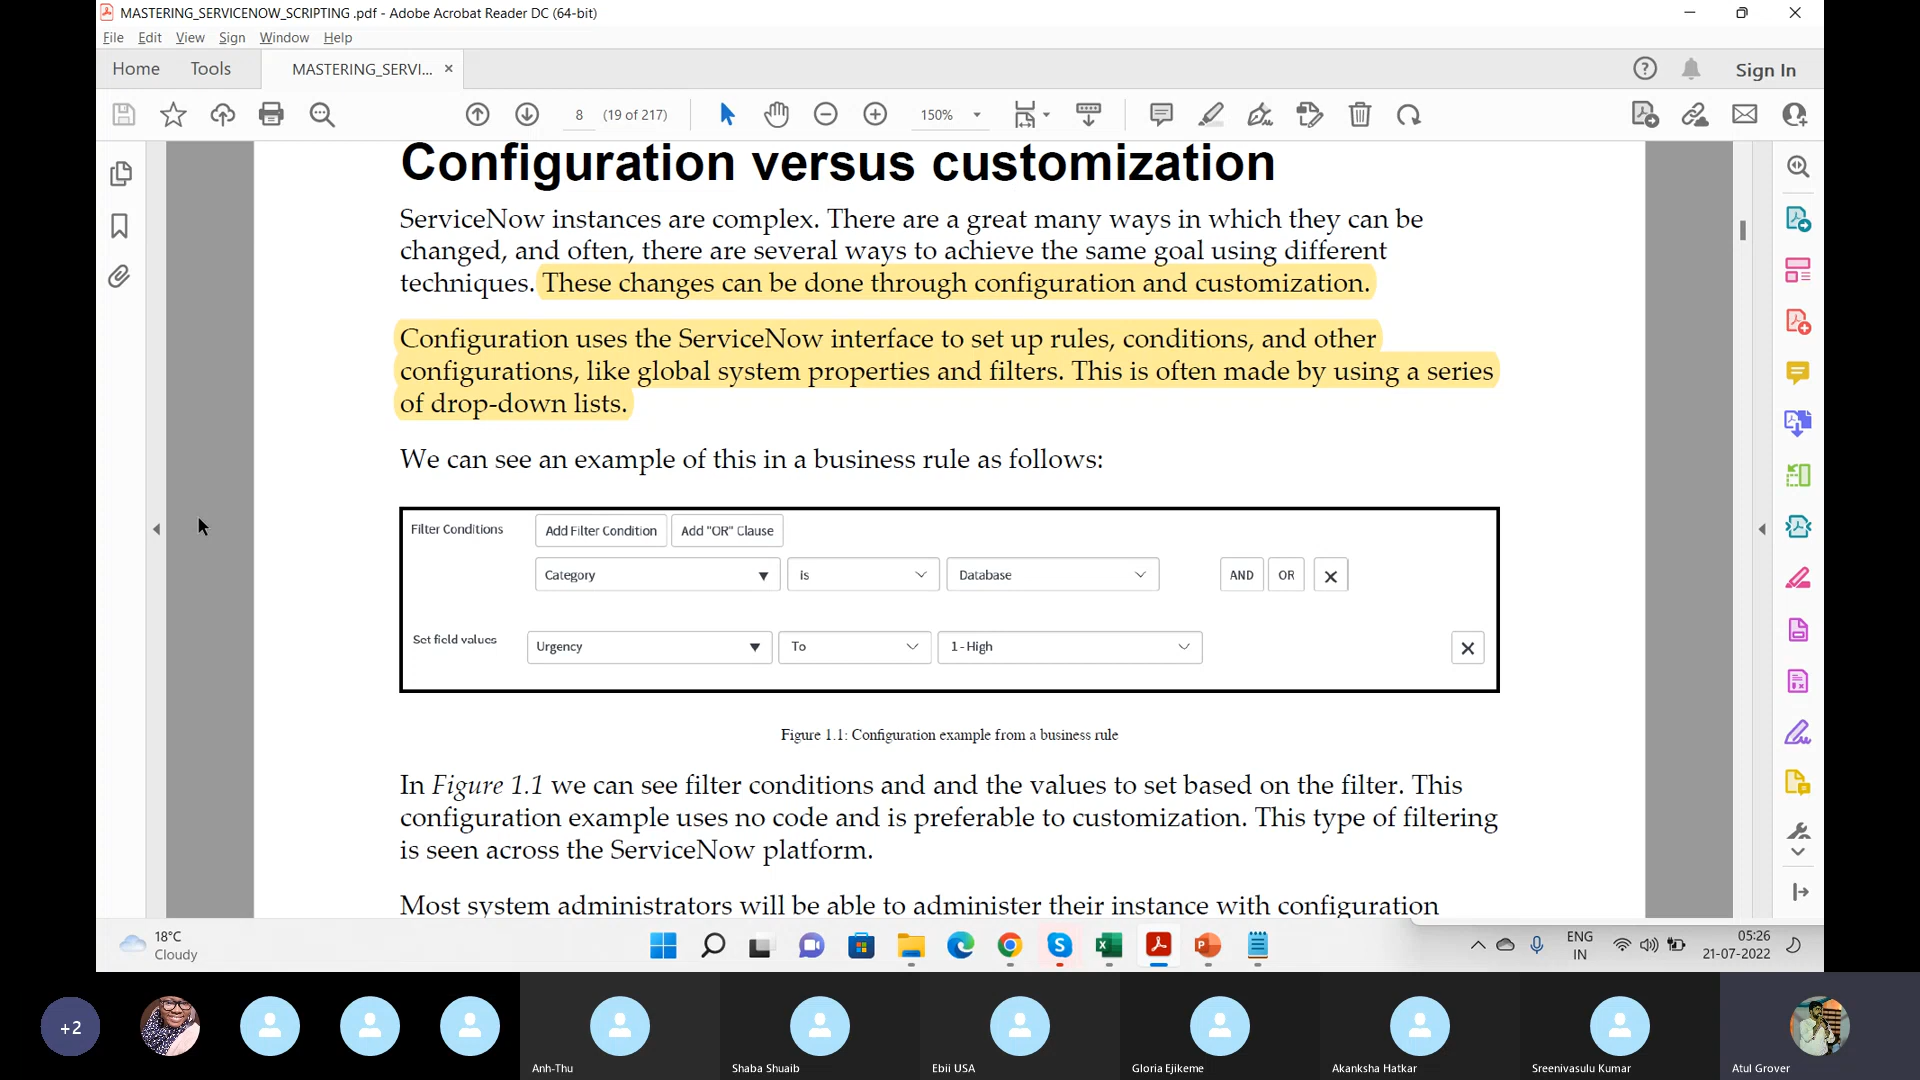 MASTERING_SERVICENOW_SCRIPTING .pdf - Adobe Acrobat Reader DC (64-bit)
File Edit View Sign Window Help
Home Tools MASTERING_SERVI... × Sign In
8 (19 of 217) 150%
Configuration versus customization
ServiceNow instances are complex. There are a great many ways in which they can be
changed, and often, there are several ways to achieve the same goal using different
techniques. These changes can be done through configuration and customization.
Configuration uses the ServiceNow interface to set up rules, conditions, and other
configurations, like global system properties and filters. This is often made by using a series
of drop-down lists.
We can see an example of this in a business rule as follows:
Filter Conditions Add Filter Condition Add "OR" Clause
Category is Database AND OR X
Set field values Urgency To 1 - High X
Figure 1.1: Configuration example from a business rule
In Figure 1.1 we can see filter conditions and and the values to set based on the filter. This
configuration example uses no code and is preferable to customization. This type of filtering
is seen across the ServiceNow platform.
Most system administrators will be able to administer their instance with configuration
18°C
Cloudy
ENG
IN
05:26
21-07-2022
+2
Anh-Thu Shaba Shuaib Ebii USA Gloria Ejikeme Akanksha Hatkar Sreenivasulu Kumar Atul Grover